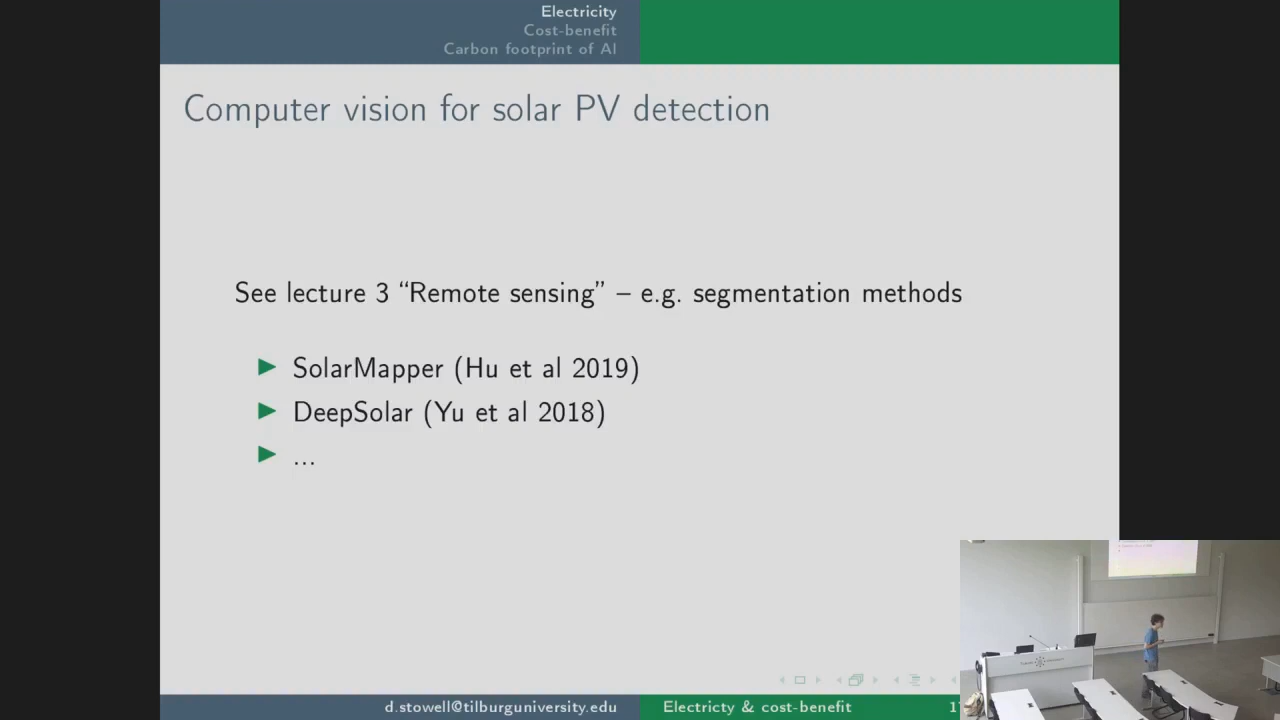 Electricity
Cost-benefit
Carbon footprint of AI
Computer vision for solar PV detection
See lecture 3 “Remote sensing” – e.g. segmentation methods
SolarMapper (Hu et al 2019)
DeepSolar (Yu et al 2018)
...
d.stowell@tilburguniversity.edu
Electricty & cost-benefit